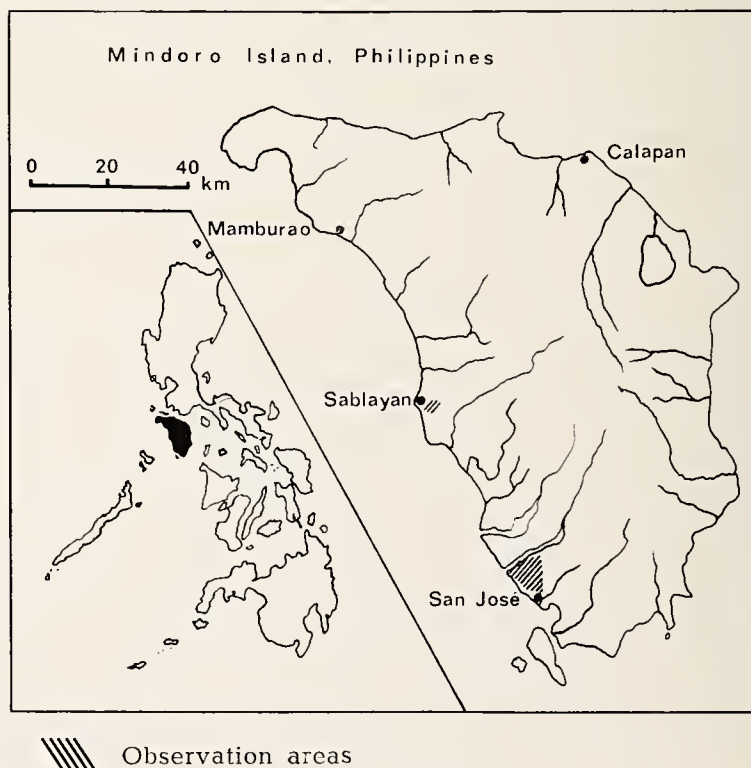 Mindoro Island, Philippines
0 20 40 km
Calapan
Mamburao
Sablayan
San José
Observation areas